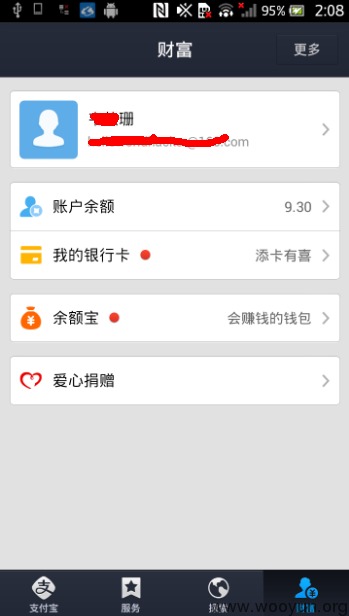 95% 2:08
财富 更多
珊
.com
账户余额 9.30
我的银行卡 添卡有喜
余额宝 会赚钱的钱包
爱心捐赠
支付宝 服务 探索 财富
www.wooyun.org